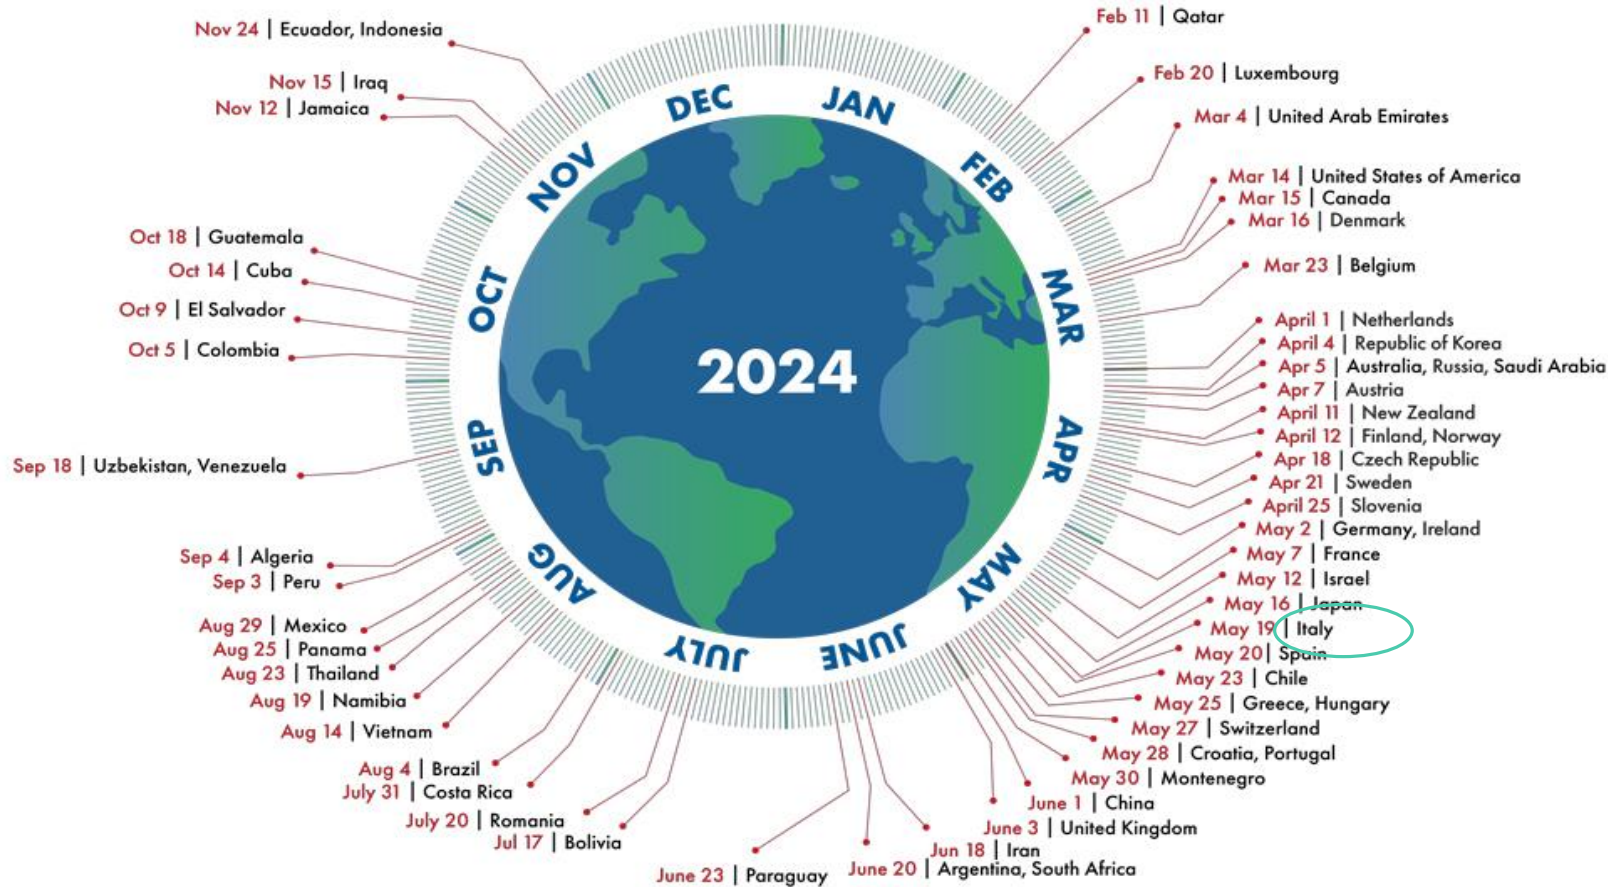 Nov 24 | Ecuador, Indonesia
Nov 15 | Iraq
Nov 12 | Jamaica
Oct 18 | Guatemala
Oct 14 | Cuba
Oct 9 | El Salvador
Oct 5 | Colombia
Sep 18 | Uzbekistan, Venezuela
Sep 4 | Algeria
Sep 3 | Peru
Aug 29 | Mexico
Aug 25 | Panama
Aug 23 | Thailand
Aug 19 | Namibia
Aug 14 | Vietnam
Aug 4 | Brazil
July 31 | Costa Rica
July 20 | Romania
Jul 17 | Bolivia
June 23 | Paraguay
DEC
JAN
NOV
FEB
OCT
MAR
2024
SEP
APR
AUG
MAY
JULY
JUNE
Feb 11 | Qatar
Feb 20 | Luxembourg
Mar 4 | United Arab Emirates
Mar 14 | United States of America
Mar 15 | Canada
Mar 16 | Denmark
Mar 23 | Belgium
April 1 | Netherlands
April 4 | Republic of Korea
Apr 5 | Australia, Russia, Saudi Arabia
Apr 7 | Austria
April 11 | New Zealand
April 12 | Finland, Norway
Apr 18 | Czech Republic
Apr 21 | Sweden
April 25 | Slovenia
May 2 | Germany, Ireland
May 7 | France
May 12 | Israel
May 16 | Japan
May 19 | Italy
May 20 | Spain
May 23 | Chile
May 25 | Greece, Hungary
May 27 | Switzerland
May 28 | Croatia, Portugal
May 30 | Montenegro
June 1 | China
June 3 | United Kingdom
Jun 18 | Iran
June 20 | Argentina, South Africa